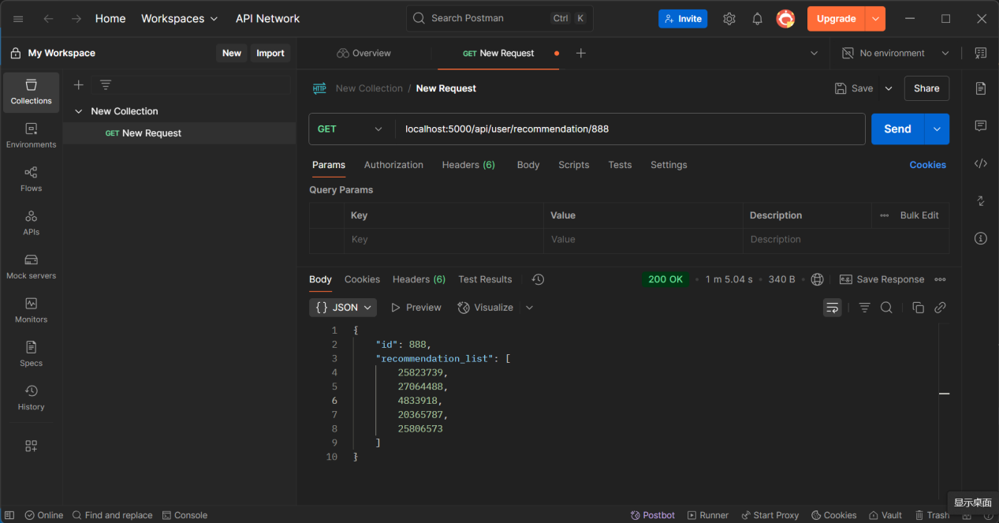 Home Workspaces API Network Search Postman Ctrl K Invite Upgrade
My Workspace New Import Overview GET New Request No environment
Collections
New Collection
GET New Request
Environments
Flows
APIs
Mock servers
Monitors
Specs
History
HTTP New Collection / New Request Save Share
GET localhost:5000/api/user/recommendation/888 Send
Params Authorization Headers (6) Body Scripts Tests Settings Cookies
Query Params
Key Value Description ••• Bulk Edit
Key Value Description
Body Cookies Headers (6) Test Results 200 OK • 1 m 5.04 s • 340 B • e.g. Save Response •••
{} JSON Preview Visualize
1 {
2 "id": 888,
3 "recommendation_list": [
4 25823739,
5 27064488,
6 4833918,
7 20365787,
8 25806573
9 ]
10 }
显示桌面
Online Find and replace Console Postbot Runner Start Proxy Cookies Vault Trash